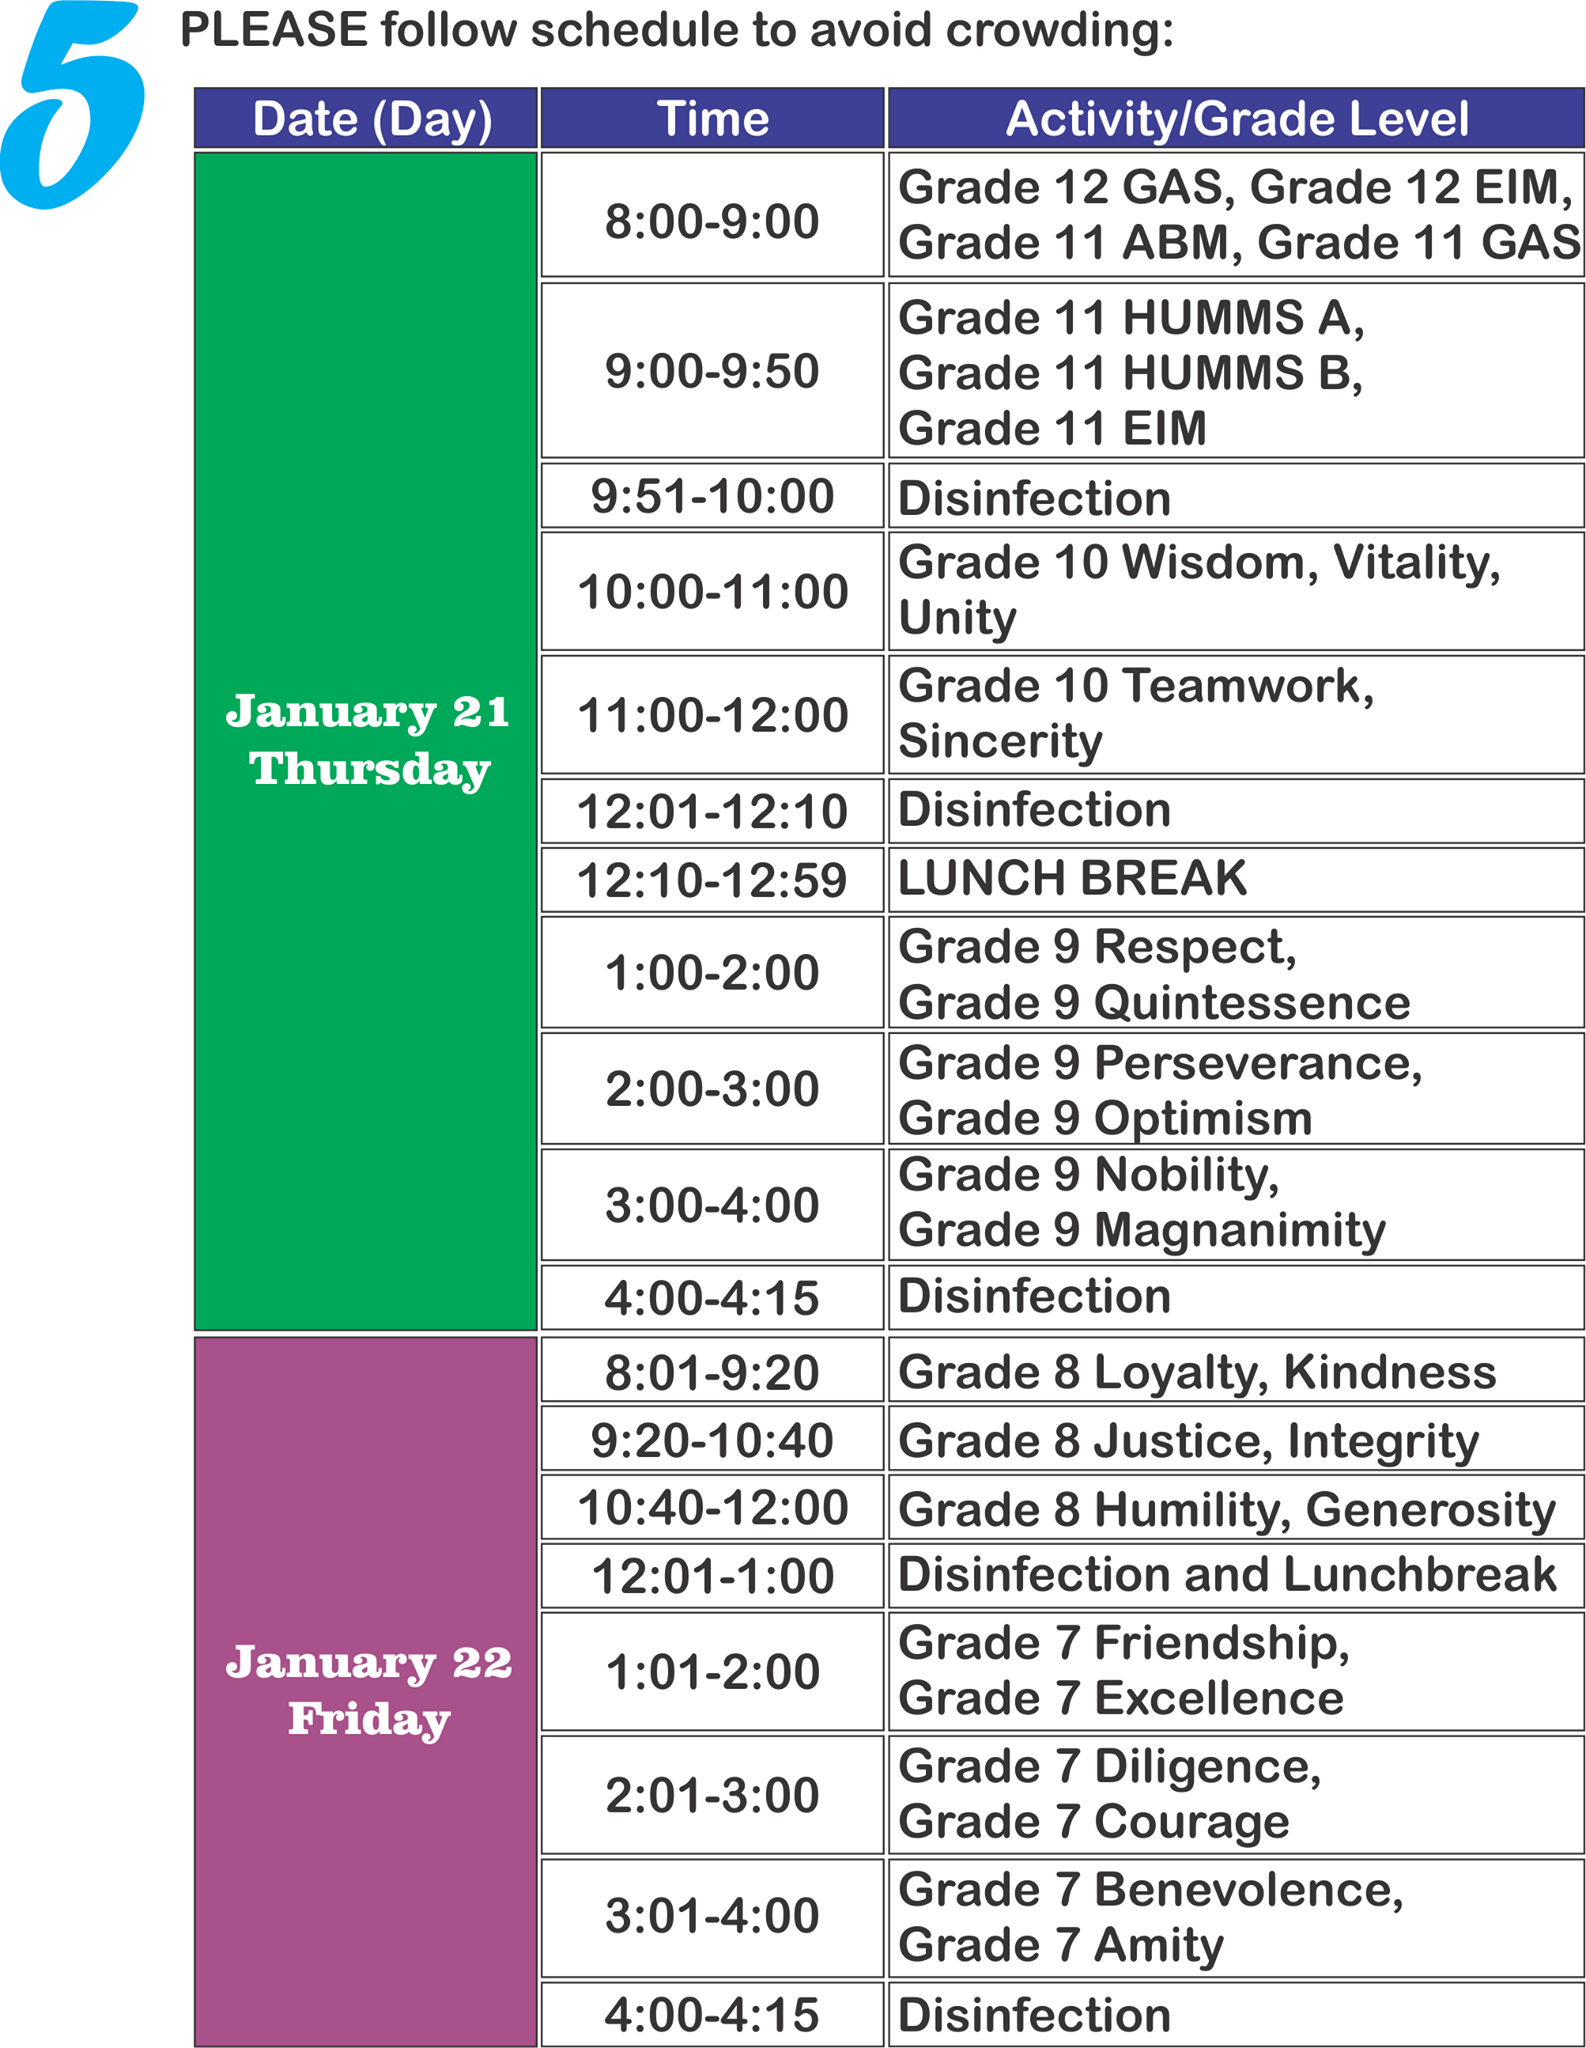 5
PLEASE follow schedule to avoid crowding:
Date (Day)
Time
Activity/Grade Level
January 21
Thursday
8:00-9:00
Grade 12 GAS, Grade 12 EIM,
Grade 11 ABM, Grade 11 GAS
9:00-9:50
Grade 11 HUMMS A,
Grade 11 HUMMS B,
Grade 11 EIM
9:51-10:00
Disinfection
10:00-11:00
Grade 10 Wisdom, Vitality,
Unity
11:00-12:00
Grade 10 Teamwork,
Sincerity
12:01-12:10
Disinfection
12:10-12:59
LUNCH BREAK
1:00-2:00
Grade 9 Respect,
Grade 9 Quintessence
2:00-3:00
Grade 9 Perseverance,
Grade 9 Optimism
3:00-4:00
Grade 9 Nobility,
Grade 9 Magnanimity
4:00-4:15
Disinfection
January 22
Friday
8:01-9:20
Grade 8 Loyalty, Kindness
9:20-10:40
Grade 8 Justice, Integrity
10:40-12:00
Grade 8 Humility, Generosity
12:01-1:00
Disinfection and Lunchbreak
1:01-2:00
Grade 7 Friendship,
Grade 7 Excellence
2:01-3:00
Grade 7 Diligence,
Grade 7 Courage
3:01-4:00
Grade 7 Benevolence,
Grade 7 Amity
4:00-4:15
Disinfection